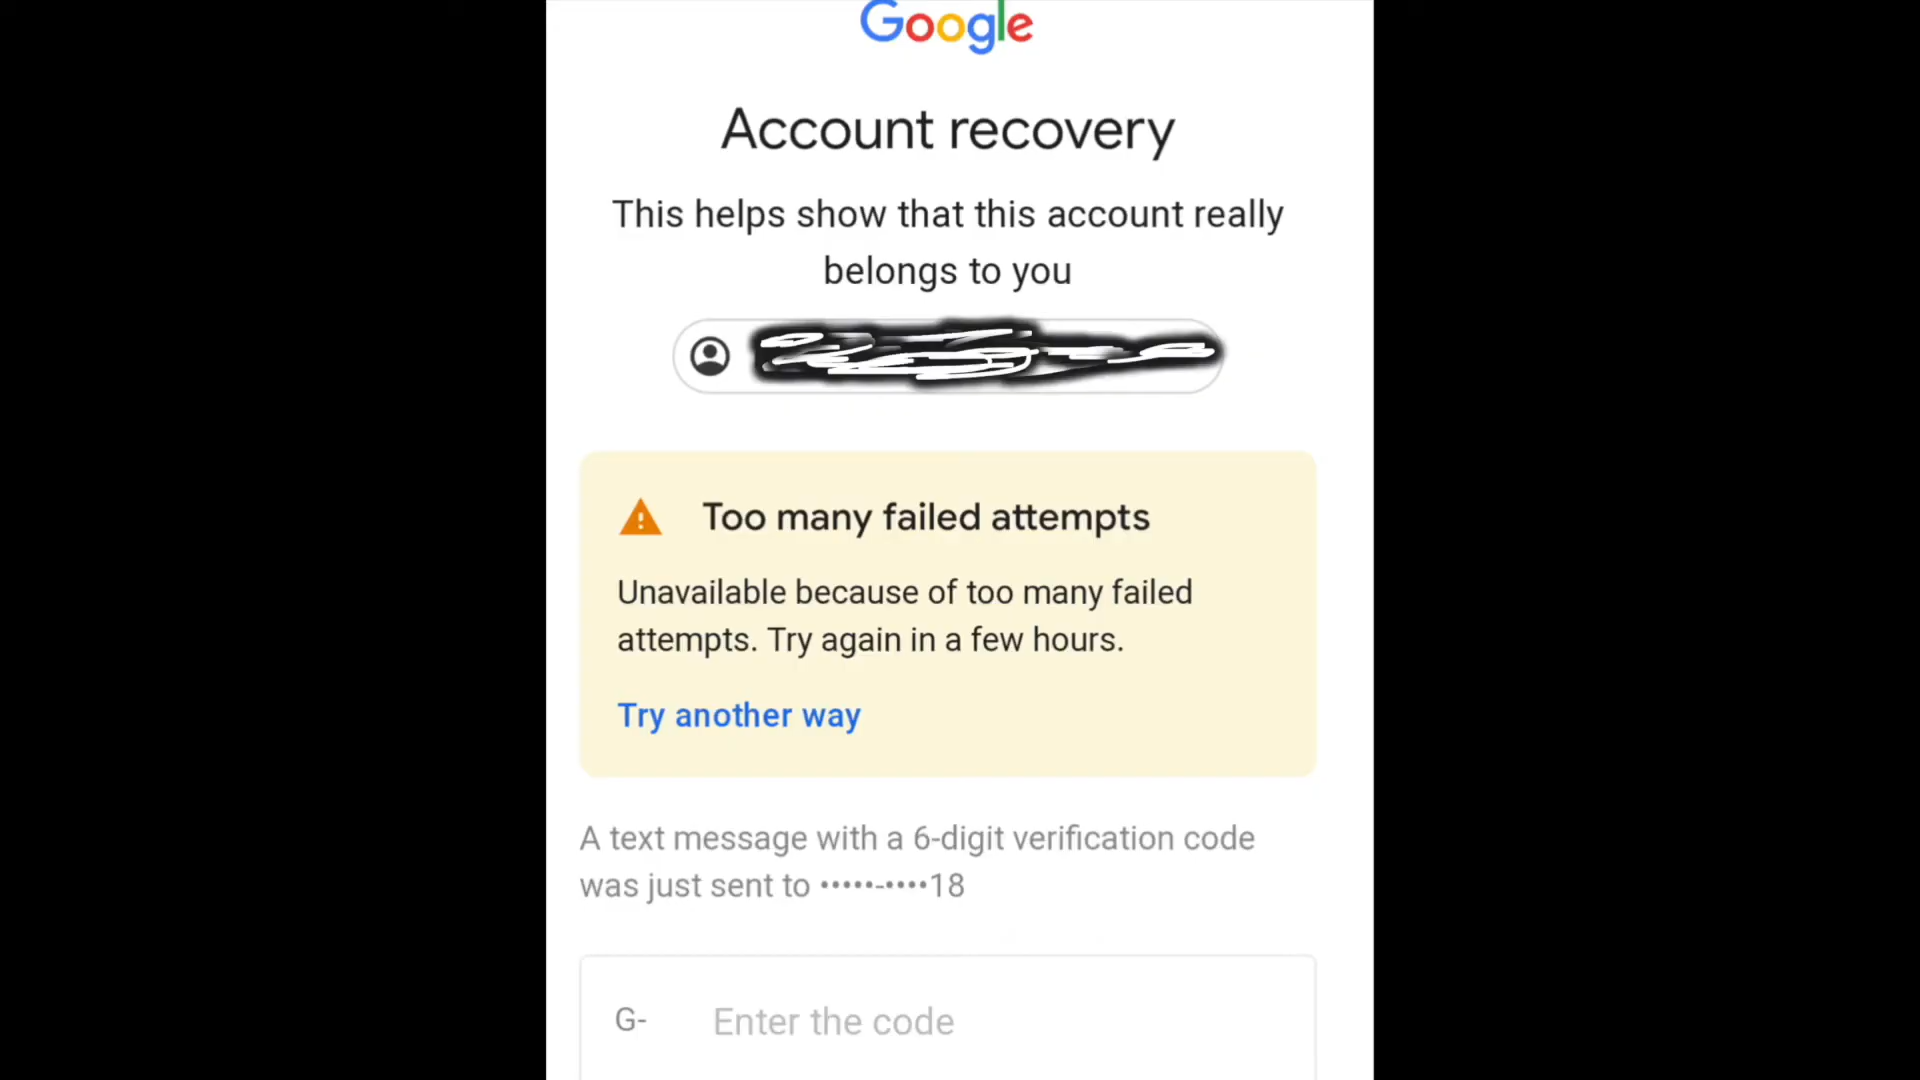 Google
Account recovery
This helps show that this account really
belongs to you
Too many failed attempts
Unavailable because of too many failed
attempts. Try again in a few hours.
Try another way
A text message with a 6-digit verification code
was just sent to •••••-••••18
G- Enter the code